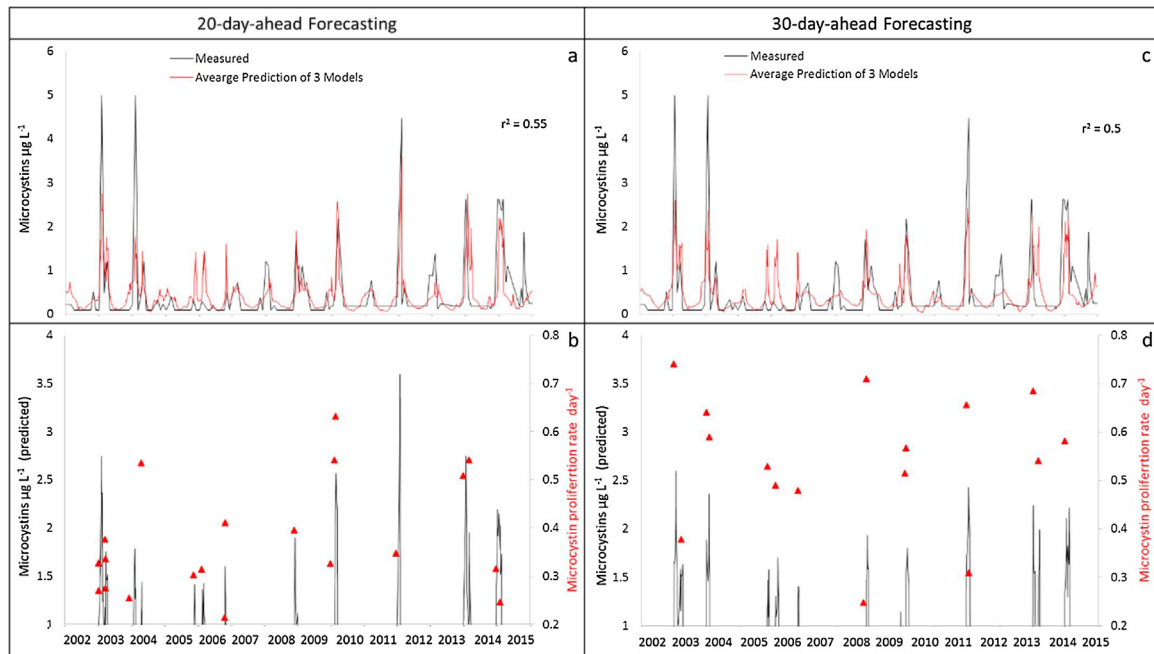 20-day-ahead Forecasting
30-day-ahead Forecasting
a
Measured
Avearge Prediction of 3 Models
r² = 0.55
Microcystins µg L⁻¹
6
5
4
3
2
1
0
c
Measured
Average Prediction of 3 Models
r² = 0.5
Microcystins µg L⁻¹
6
5
4
3
2
1
0
b
Microcystins µg L⁻¹ (predicted)
4
3.5
3
2.5
2
1.5
1
0.8
0.7
0.6
0.5
0.4
0.3
0.2
Microcystin proliferrtion rate day⁻¹
2002 2003 2004 2005 2006 2007 2008 2009 2010 2011 2012 2013 2014 2015
d
Microcystins µg L⁻¹ (predicted)
4
3.5
3
2.5
2
1.5
1
0.8
0.7
0.6
0.5
0.4
0.3
0.2
Microcystin proliferrtion rate day⁻¹
2002 2003 2004 2005 2006 2007 2008 2009 2010 2011 2012 2013 2014 2015